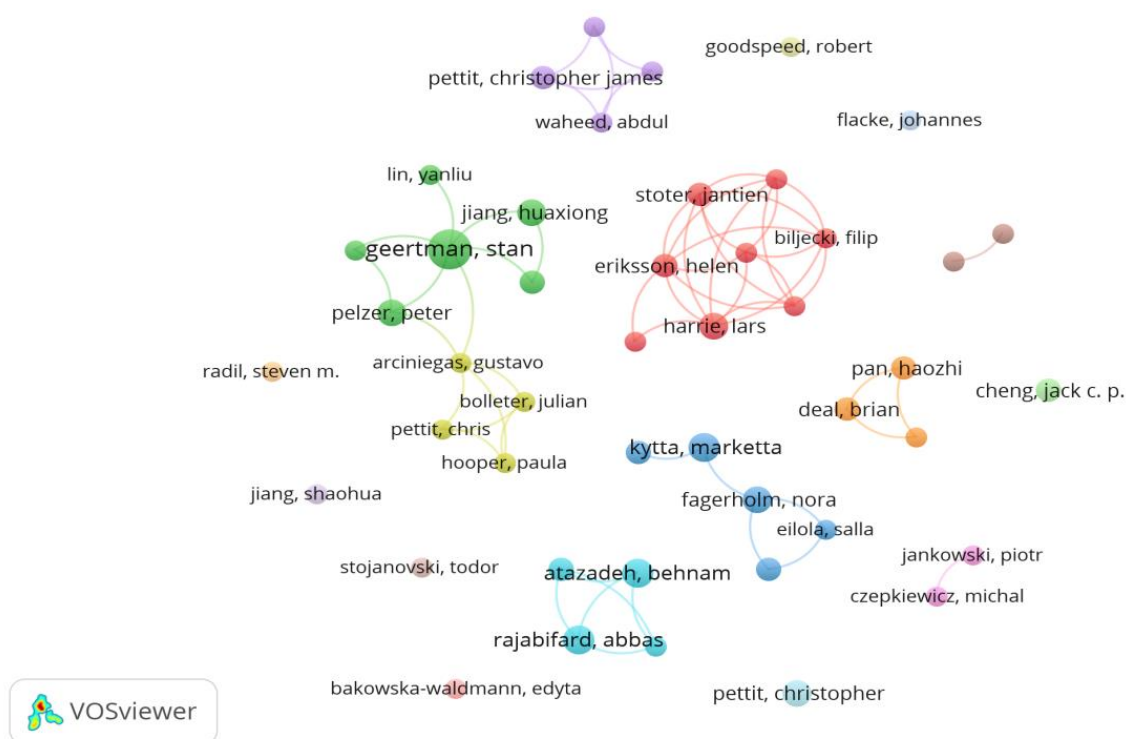 goodspeed, robert
pettit, christopher james
waheed, abdul
flacke, johannes
lin, yanliu
stoter, jantien
jiang, huaxiong
biljecki, filip
geertman, stan
eriksson, helen
pelzer, peter
harrie, lars
arciniegas, gustavo
radil, steven m.
pan, haozhi
cheng, jack c. p.
bolleter, julian
deal, brian
pettit, chris
kytta, marketta
hooper, paula
jiang, shaohua
fagerholm, nora
eilola, salla
jankowski, piotr
stojanovski, todor
atazadeh, behnam
czepkiewicz, michal
rajabifard, abbas
bakowska-waldmann, edyta
pettit, christopher
VOSviewer